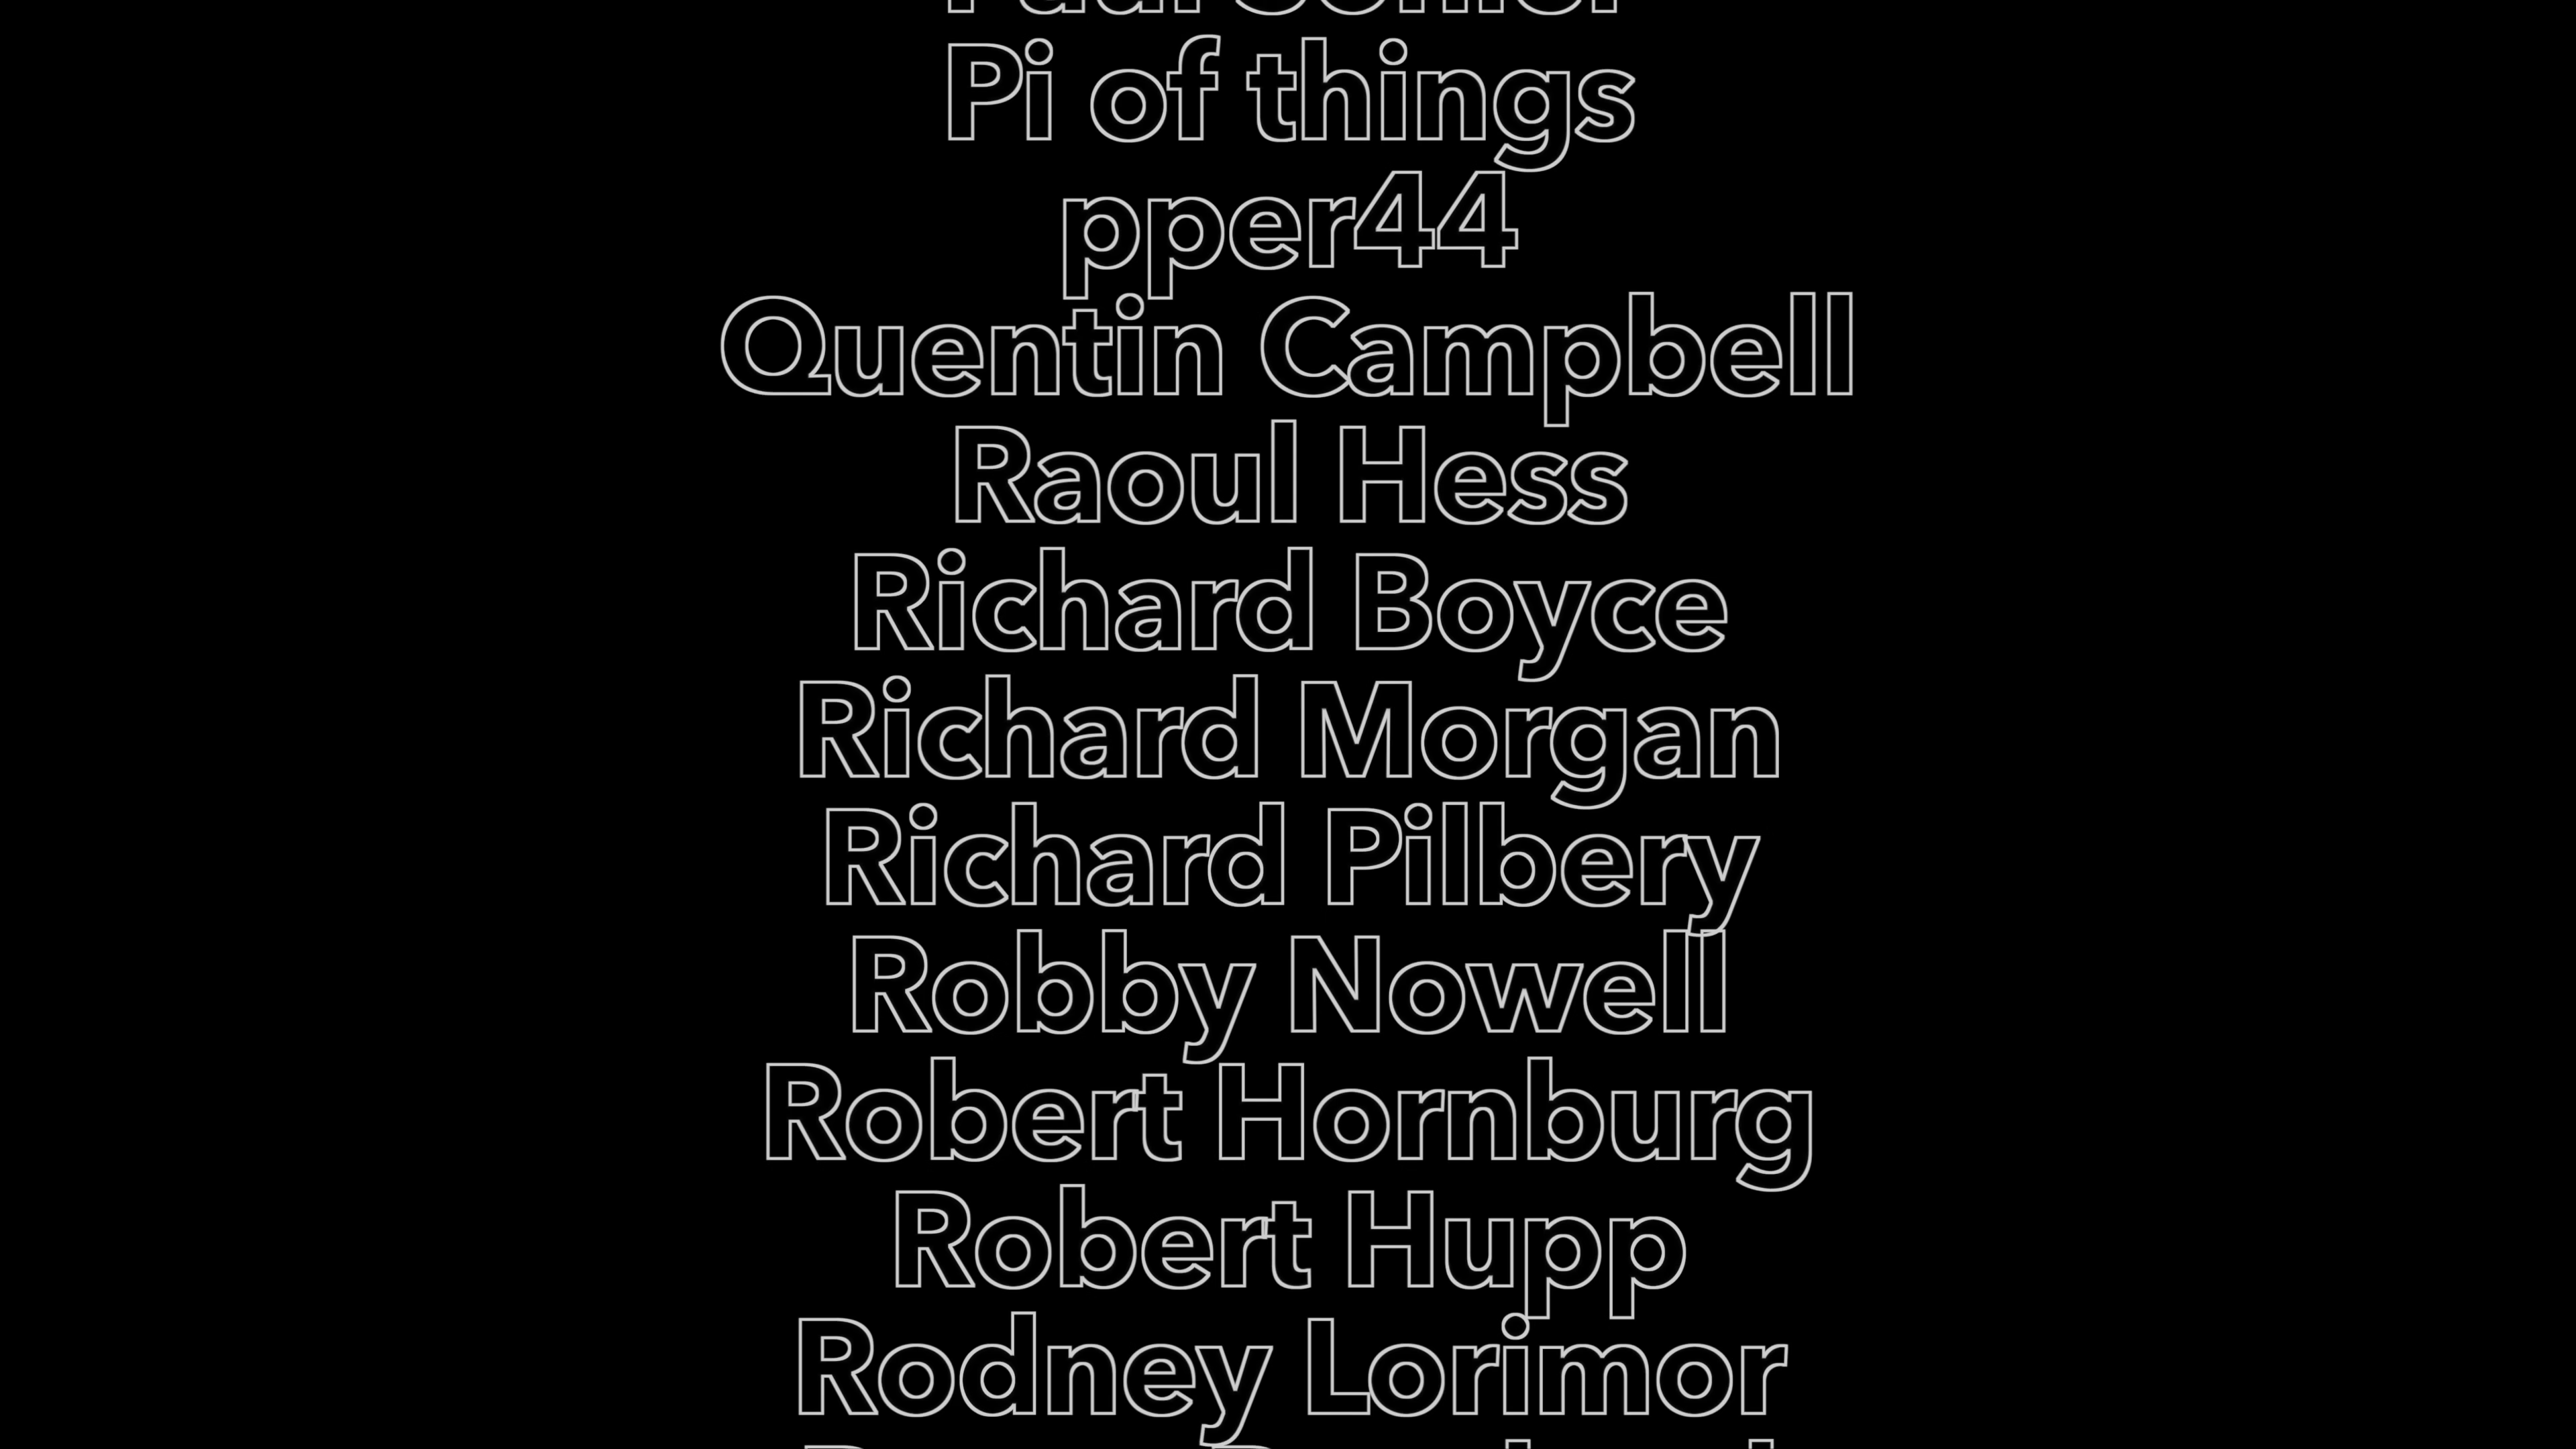 Pi of things
pper44
Quentin Campbell
Raoul Hess
Richard Boyce
Richard Morgan
Richard Pilbery
Robby Nowell
Robert Hornburg
Robert Hupp
Rodney Lorimor